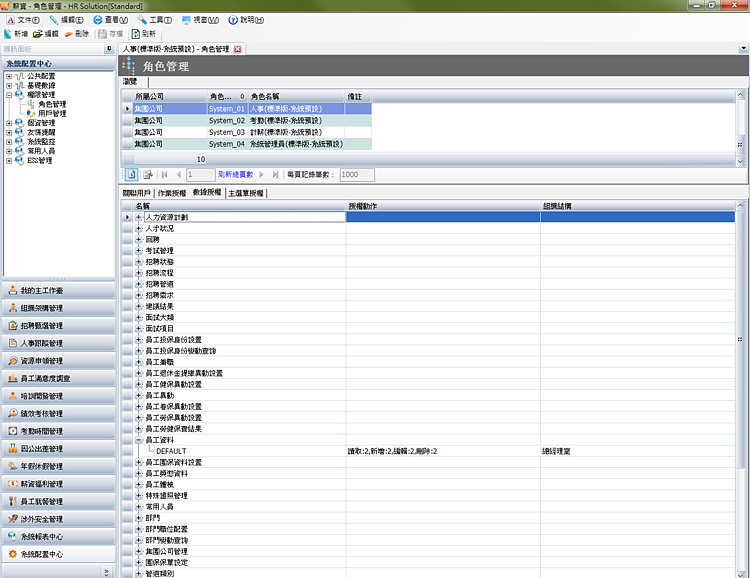 薪資 - 角色管理 - HR Solution[Standard]
文件(F) 編輯(E) 查看(V) 工具(T) 視窗(W) 說明(H)
新增 編輯 刪除 存檔 刷新
導航面板
系統配置中心
公共配置
基礎數據
權限管理
角色管理
用戶管理
個資管理
友情提醒
系統監控
常用人員
ESS管理
我的主工作臺
組織架構管理
招聘甄選管理
人事跟蹤管理
資源申領管理
員工滿意度調查
培訓開發管理
績效考核管理
考勤時間管理
因公出差管理
年假休假管理
薪資福利管理
員工就餐管理
涉外安全管理
系統報表中心
系統配置中心
人事(標準版-系統預設) - 角色管理
角色管理
瀏覽
所屬公司 角色... 角色名稱 備註
集團公司 System_01 人事(標準版-系統預設)
集團公司 System_02 考勤(標準版-系統預設)
集團公司 System_03 計薪(標準版-系統預設)
集團公司 System_04 系統管理員(標準版-系統預設)
10
1 刷新總頁數 每頁記錄筆數： 1000
關聯用戶 作業授權 數據授權 主選單授權
名稱 授權動作 組織結構
人力資源計劃
人才狀況
回聘
考試管理
招聘狀態
招聘流程
招聘管道
招聘需求
建議結果
面試大類
面試項目
員工投保身份設置
員工投保身份變動查詢
員工兼職
員工退休金提繳異動設置
員工健保異動設置
員工異動
員工眷保異動設置
員工勞保異動設置
員工勞健保費結果
員工資料
DEFAULT 讀取:2,新增:2,編輯:2,刪除:2 總經理室
員工團保資料設置
員工獎懲資料
員工體檢
特殊證照管理
常用人員
部門
部門職位配置
部門變動查詢
集團公司管理
團保保單設定
管道類別